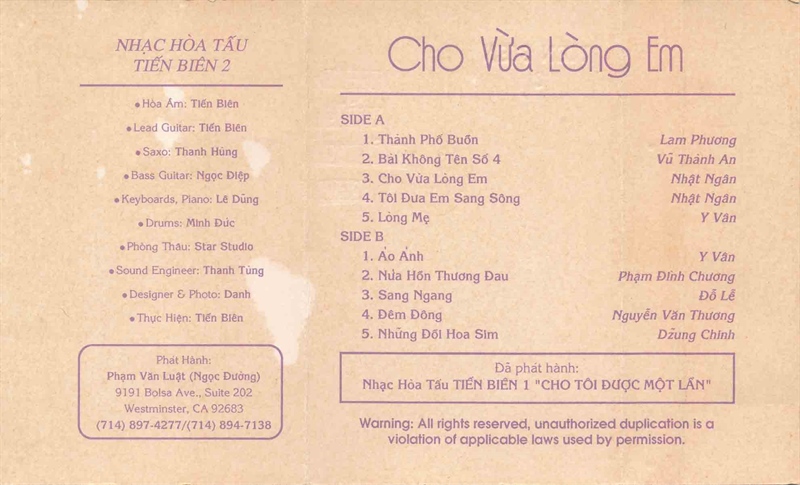 NHẠC HÒA TẤU
TIẾN BIÊN 2
• Hòa Âm: Tiến Biên
• Lead Guitar: Tiến Biên
• Saxo: Thanh Hùng
• Bass Guitar: Ngọc Điệp
• Keyboards, Piano: Lê Dũng
• Drums: Minh Đức
• Phòng Thâu: Star Studio
• Sound Engineer: Thanh Tùng
• Designer & Photo: Danh
• Thực Hiện: Tiến Biên
Phát Hành:
Phạm Văn Luật (Ngọc Đường)
9191 Bolsa Ave., Suite 202
Westminster, CA 92683
(714) 897-4277/(714) 894-7138
Cho Vừa Lòng Em
SIDE A
1. Thành Phố Buồn Lam Phương
2. Bài Không Tên Số 4 Vũ Thành An
3. Cho Vừa Lòng Em Nhật Ngân
4. Tôi Đưa Em Sang Sông Nhật Ngân
5. Lòng Mẹ Y Vân
SIDE B
1. Ảo Ảnh Y Vân
2. Nửa Hồn Thương Đau Phạm Đình Chương
3. Sang Ngang Đỗ Lễ
4. Đêm Đông Nguyễn Văn Thương
5. Những Đồi Hoa Sim Dzũng Chinh
Đã phát hành:
Nhạc Hòa Tấu TIẾN BIÊN 1 "CHO TÔI ĐƯỢC MỘT LẦN"
Warning: All rights reserved, unauthorized duplication is a
violation of applicable laws used by permission.